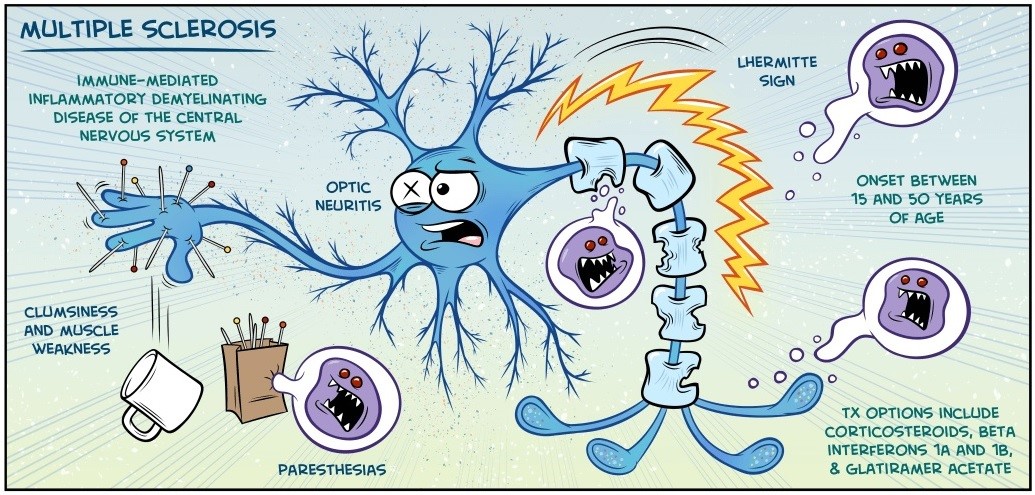 MULTIPLE SCLEROSIS
IMMUNE-MEDIATED
INFLAMMATORY DEMYELINATING
DISEASE OF THE CENTRAL
NERVOUS SYSTEM
OPTIC
NEURITIS
LHERMITTE
SIGN
ONSET BETWEEN
15 AND 50 YEARS
OF AGE
CLUMSINESS
AND MUSCLE
WEAKNESS
PARESTHESIAS
TX OPTIONS INCLUDE
CORTICOSTEROIDS, BETA
INTERFERONS 1A AND 1B,
& GLATIRAMER ACETATE